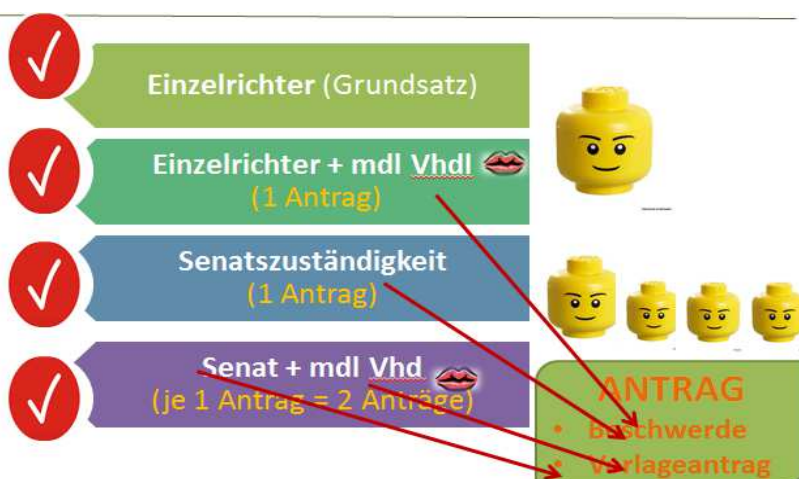 Einzelrichter (Grundsatz)
Einzelrichter + mdl Vhdl
(1 Antrag)
Senatszuständigkeit
(1 Antrag)
Senat + mdl Vhd
(je 1 Antrag = 2 Anträge)
ANTRAG
• Beschwerde
• Vorlageantrag